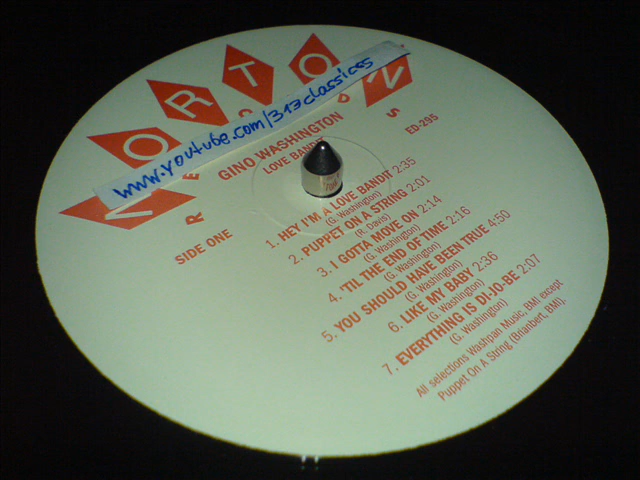 NORTON
RECORDS
www.youtube.com/313classics
GINO WASHINGTON
LOVE BANDIT
SIDE ONE
ED-295
1. HEY I'M A LOVE BANDIT 2:35
(G. Washington)
2. PUPPET ON A STRING 2:01
(R. Davis)
3. I GOTTA MOVE ON 2:14
(G. Washington)
4. 'TIL THE END OF TIME 2:16
(G. Washington)
5. YOU SHOULD HAVE BEEN TRUE 4:50
(G. Washington)
6. LIKE MY BABY 2:36
(G. Washington)
7. EVERYTHING IS DI-JO-BE 2:07
(G. Washington)
All selections Washpan Music, BMI except
Puppet On A String (Brianbert, BMI).